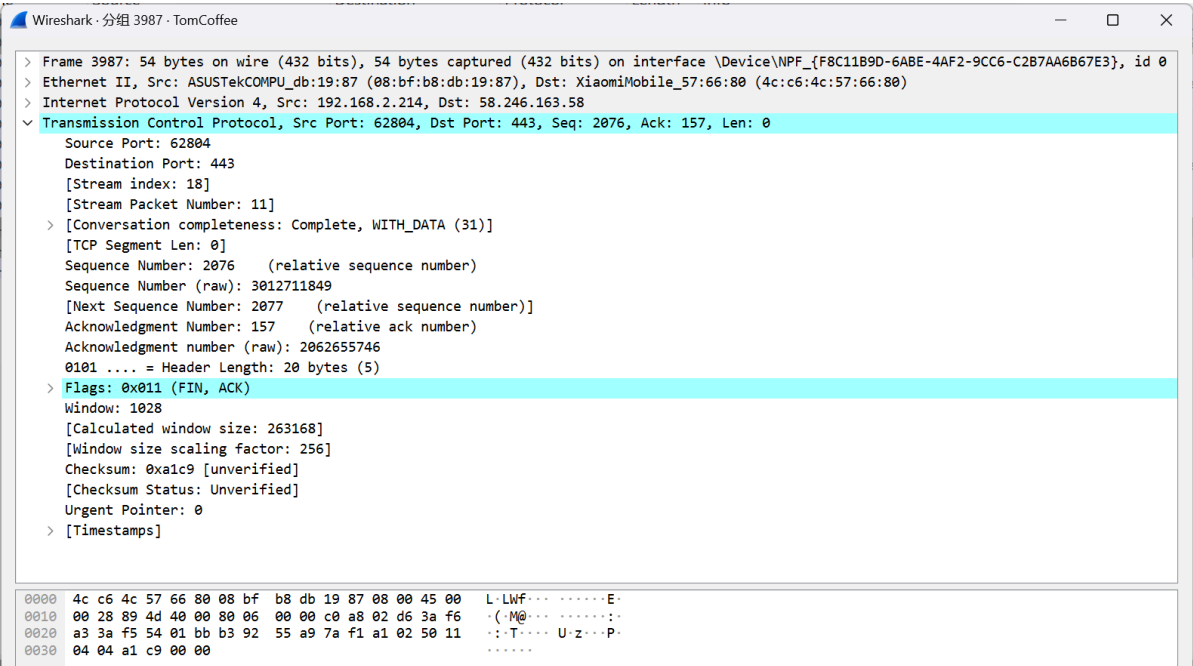 Wireshark · 分组 3987 · TomCoffee
Frame 3987: 54 bytes on wire (432 bits), 54 bytes captured (432 bits) on interface \Device\NPF_{F8C11B9D-6ABE-4AF2-9CC6-C2B7AA6B67E3}, id 0
Ethernet II, Src: ASUSTekCOMPU_db:19:87 (08:bf:b8:db:19:87), Dst: XiaomiMobile_57:66:80 (4c:c6:4c:57:66:80)
Internet Protocol Version 4, Src: 192.168.2.214, Dst: 58.246.163.58
Transmission Control Protocol, Src Port: 62804, Dst Port: 443, Seq: 2076, Ack: 157, Len: 0
Source Port: 62804
Destination Port: 443
[Stream index: 18]
[Stream Packet Number: 11]
[Conversation completeness: Complete, WITH_DATA (31)]
[TCP Segment Len: 0]
Sequence Number: 2076    (relative sequence number)
Sequence Number (raw): 3012711849
[Next Sequence Number: 2077    (relative sequence number)]
Acknowledgment Number: 157    (relative ack number)
Acknowledgment number (raw): 2062655746
0101 .... = Header Length: 20 bytes (5)
Flags: 0x011 (FIN, ACK)
Window: 1028
[Calculated window size: 263168]
[Window size scaling factor: 256]
Checksum: 0xa1c9 [unverified]
[Checksum Status: Unverified]
Urgent Pointer: 0
[Timestamps]
0000 4c c6 4c 57 66 80 08 bf b8 db 19 87 08 00 45 00 L·LWf··· ······E·
0010 00 28 89 4d 40 00 80 06 00 00 c0 a8 02 d6 3a f6 ·(·M@··· ······:·
0020 a3 3a f5 54 01 bb b3 92 55 a9 7a f1 a1 02 50 11 ·:·T···· U·z···P·
0030 04 04 a1 c9 00 00 ······